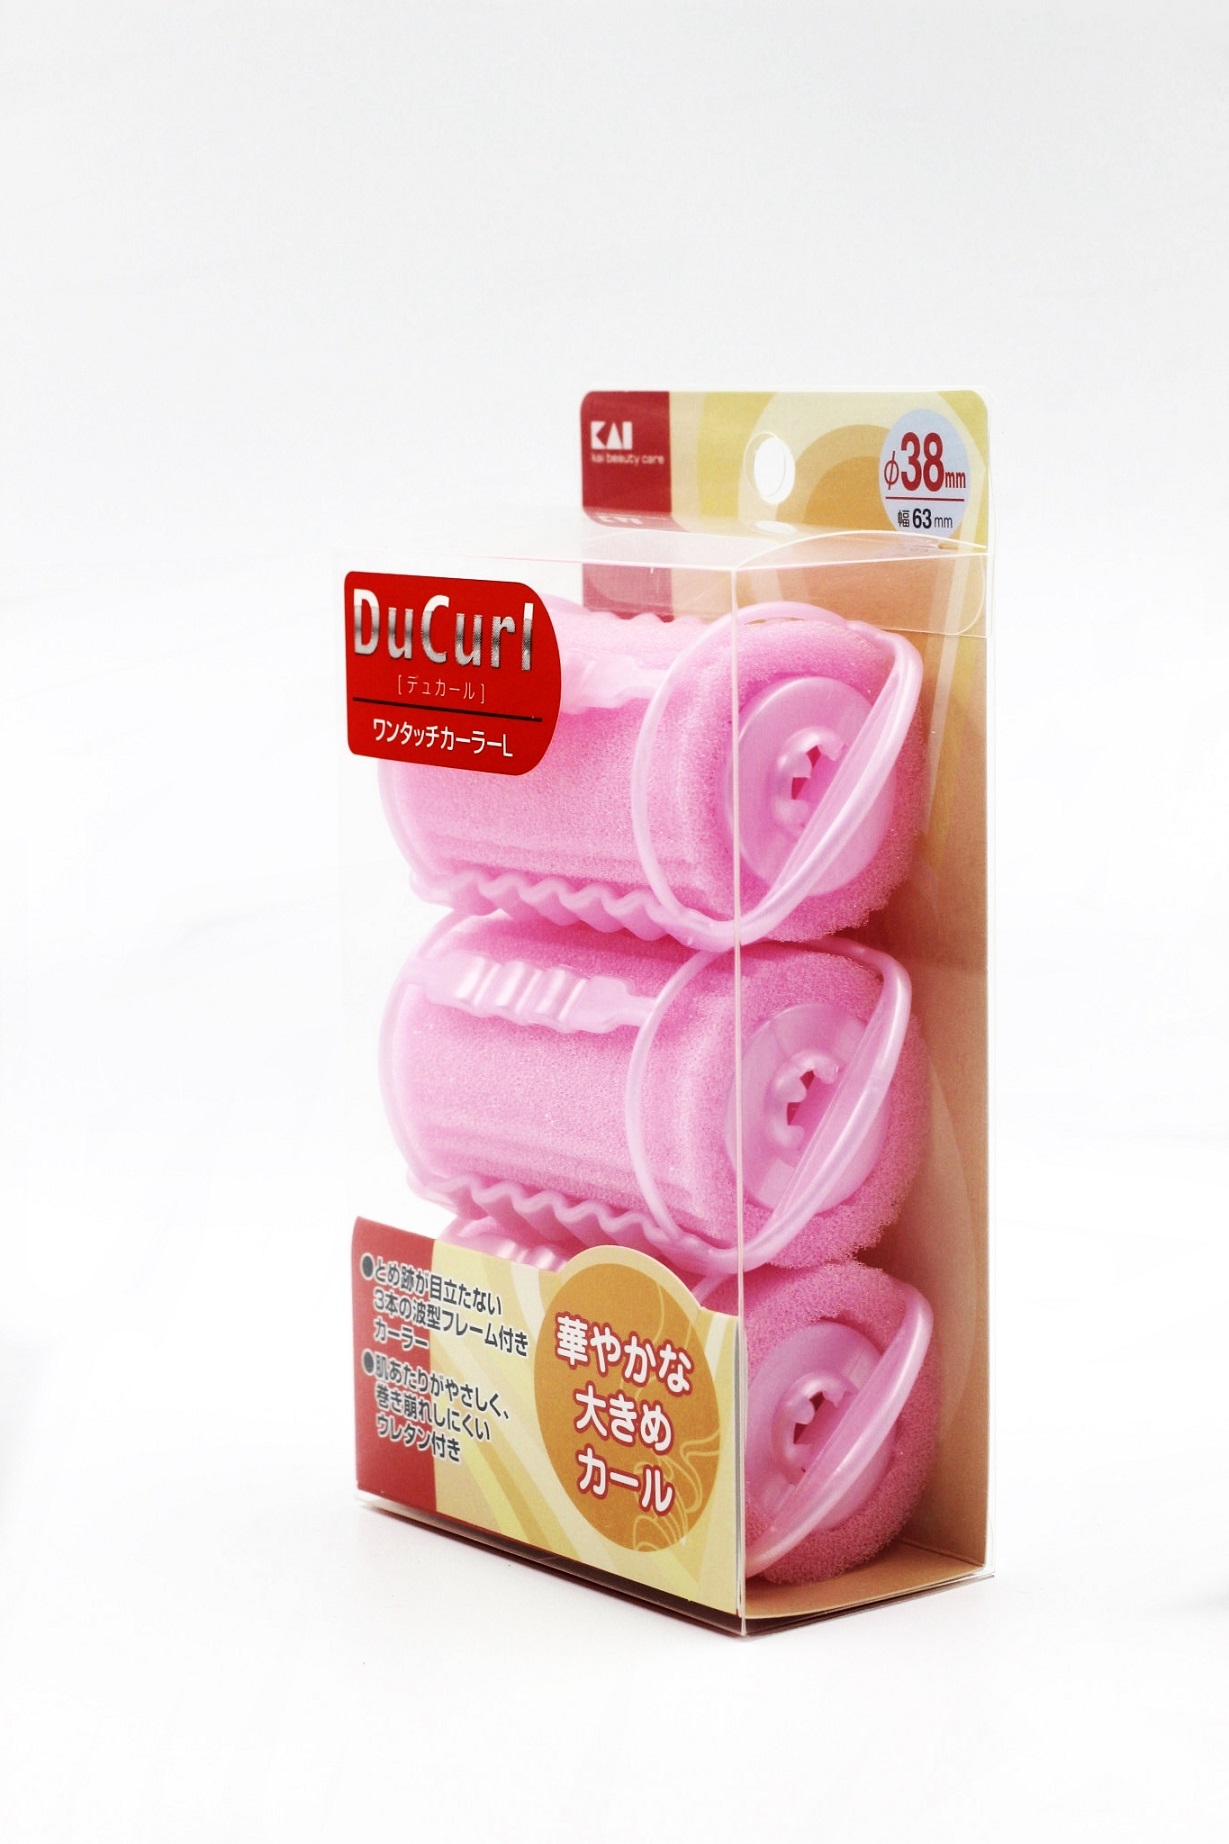 KAI
kai beauty care
φ38mm
幅63mm
DuCurl
[デュカール]
ワンタッチカーラーL
●とめ跡が目立たない
3本の波型フレーム付き
カーラー
●肌あたりがやさしく、
巻き崩れしにくい
ウレタン付き
華やかな
大きめ
カール